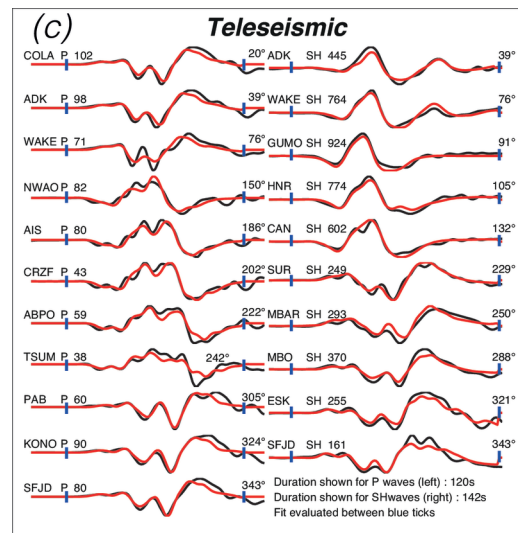 (c) Teleseismic
COLA P 102 20°
ADK P 98 39°
WAKE P 71 76°
NWAO P 82 150°
AIS P 80 186°
CRZF P 43 202°
ABPO P 59 222°
TSUM P 38 242°
PAB P 60 305°
KONO P 90 324°
SFJD P 80 343°
ADK SH 445 39°
WAKE SH 764 76°
GUMO SH 924 91°
HNR SH 774 105°
CAN SH 602 132°
SUR SH 249 229°
MBAR SH 293 250°
MBO SH 370 288°
ESK SH 255 321°
SFJD SH 161 343°
Duration shown for P waves (left) : 120s
Duration shown for SHwaves (right) : 142s
Fit evaluated between blue ticks